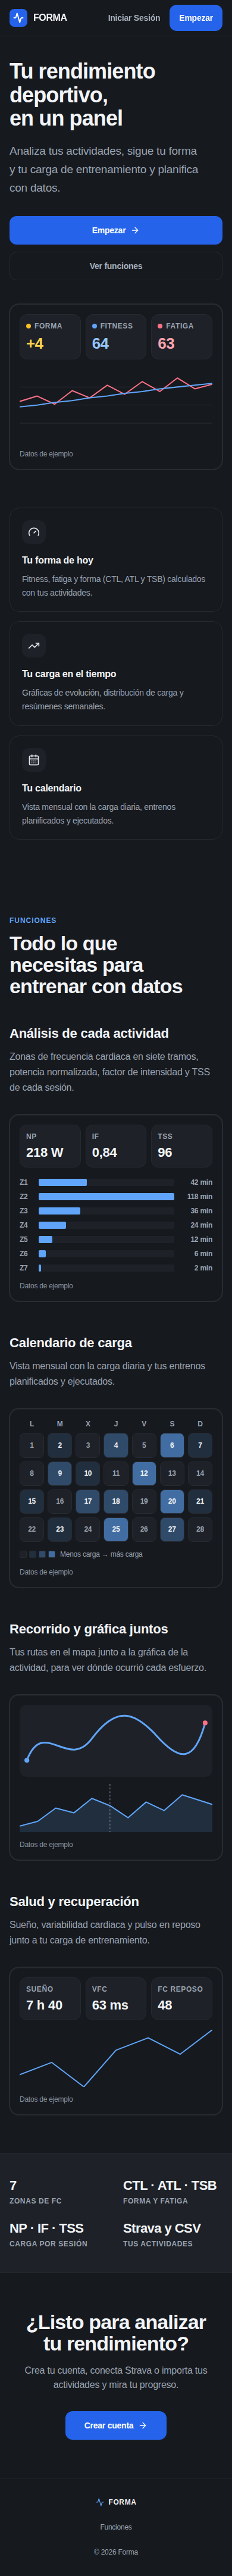 FORMA
Iniciar Sesión
Empezar
Tu rendimiento
deportivo,
en un panel
Analiza tus actividades, sigue tu forma
y tu carga de entrenamiento y planifica
con datos.
Empezar →
Ver funciones
FORMA
+4
FITNESS
64
FATIGA
63
Datos de ejemplo
Tu forma de hoy
Fitness, fatiga y forma (CTL, ATL y TSB) calculados
con tus actividades.
Tu carga en el tiempo
Gráficas de evolución, distribución de carga y
resúmenes semanales.
Tu calendario
Vista mensual con la carga diaria, entrenos
planificados y ejecutados.
FUNCIONES
Todo lo que
necesitas para
entrenar con datos
Análisis de cada actividad
Zonas de frecuencia cardiaca en siete tramos,
potencia normalizada, factor de intensidad y TSS
de cada sesión.
NP
218 W
IF
0,84
TSS
96
Z1 42 min
Z2 118 min
Z3 36 min
Z4 24 min
Z5 12 min
Z6 6 min
Z7 2 min
Datos de ejemplo
Calendario de carga
Vista mensual con la carga diaria y tus entrenos
planificados y ejecutados.
L M X J V S D
1 2 3 4 5 6 7
8 9 10 11 12 13 14
15 16 17 18 19 20 21
22 23 24 25 26 27 28
Menos carga → más carga
Datos de ejemplo
Recorrido y gráfica juntos
Tus rutas en el mapa junto a la gráfica de la
actividad, para ver dónde ocurrió cada esfuerzo.
Datos de ejemplo
Salud y recuperación
Sueño, variabilidad cardiaca y pulso en reposo
junto a tu carga de entrenamiento.
SUEÑO
7 h 40
VFC
63 ms
FC REPOSO
48
Datos de ejemplo
7
ZONAS DE FC
CTL · ATL · TSB
FORMA Y FATIGA
NP · IF · TSS
CARGA POR SESIÓN
Strava y CSV
TUS ACTIVIDADES
¿Listo para analizar
tu rendimiento?
Crea tu cuenta, conecta Strava o importa tus
actividades y mira tu progreso.
Crear cuenta →
FORMA
Funciones
© 2026 Forma